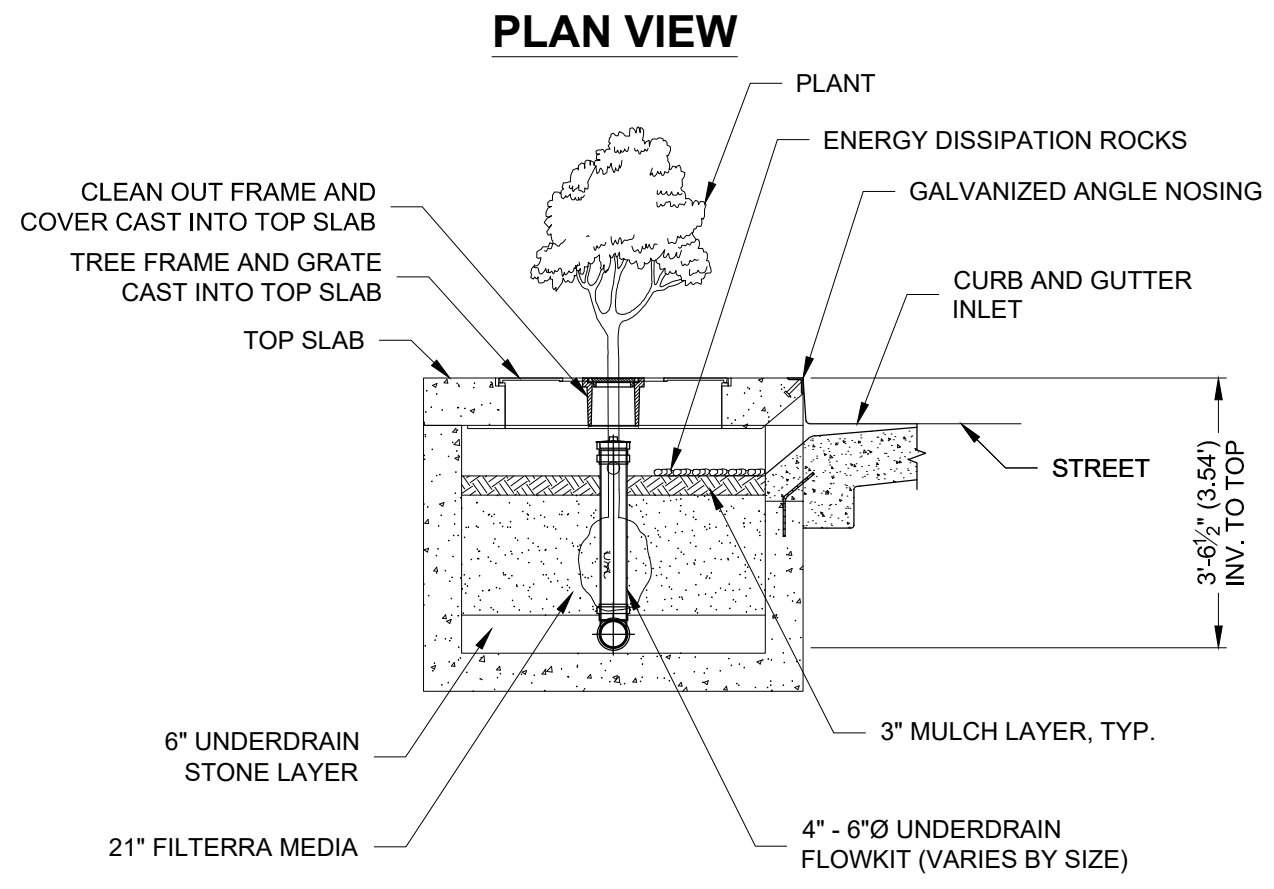 PLAN VIEW
PLANT
ENERGY DISSIPATION ROCKS
CLEAN OUT FRAME AND
COVER CAST INTO TOP SLAB
GALVANIZED ANGLE NOSING
TREE FRAME AND GRATE
CAST INTO TOP SLAB
CURB AND GUTTER
INLET
TOP SLAB
STREET
3'-6½" (3.54')
INV. TO TOP
6" UNDERDRAIN
STONE LAYER
3" MULCH LAYER, TYP.
21" FILTERRA MEDIA
4" - 6"Ø UNDERDRAIN
FLOWKIT (VARIES BY SIZE)